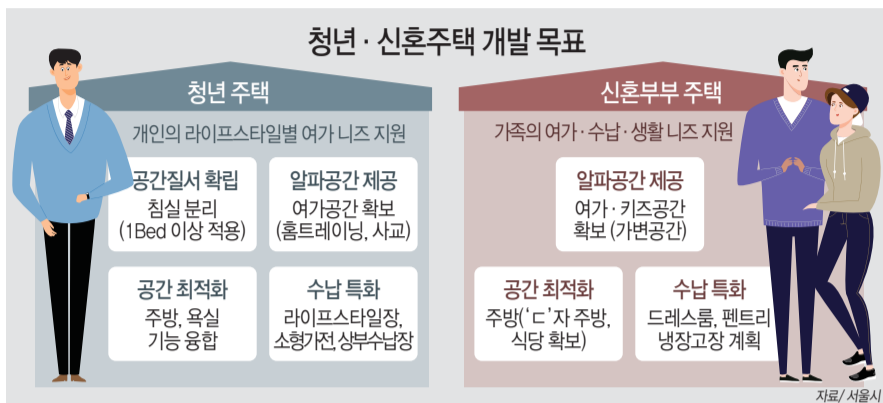 청년·신혼주택 개발 목표
청년 주택
개인의 라이프스타일별 여가 니즈 지원
공간질서 확립
침실 분리
(1Bed 이상 적용)
알파공간 제공
여가공간 확보
(홈트레이닝, 사교)
공간 최적화
주방, 욕실
기능 융합
수납 특화
라이프스타일장,
소형가전, 상부수납장
신혼부부 주택
가족의 여가·수납·생활 니즈 지원
알파공간 제공
여가·키즈공간
확보 (가변공간)
공간 최적화
주방(‘ㄷ’자 주방,
식당 확보)
수납 특화
드레스룸, 펜트리
냉장고장 계획
자료/ 서울시